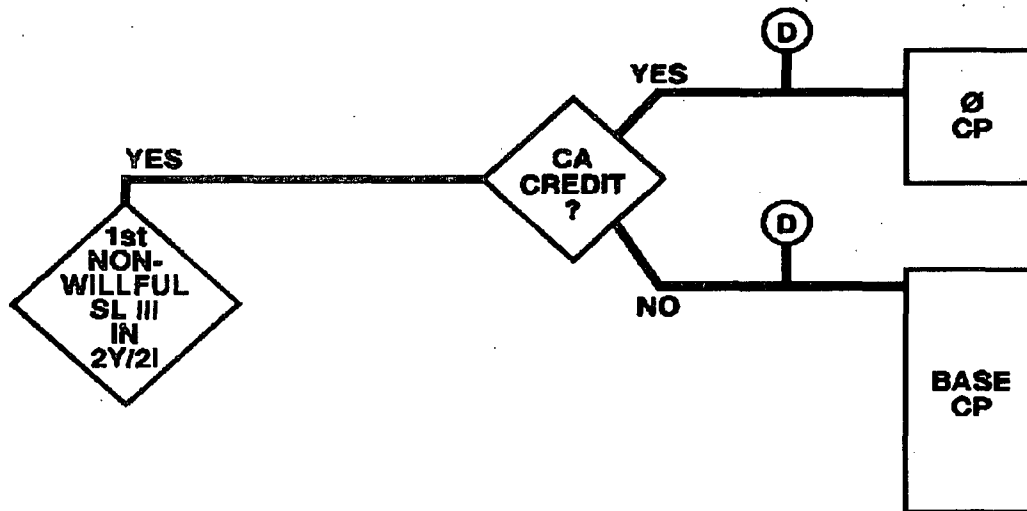 D
YES
Ø
CP
YES
CA
CREDIT
?
D
1st
NON-
WILLFUL
SL III
IN
2Y/2I
NO
BASE
CP